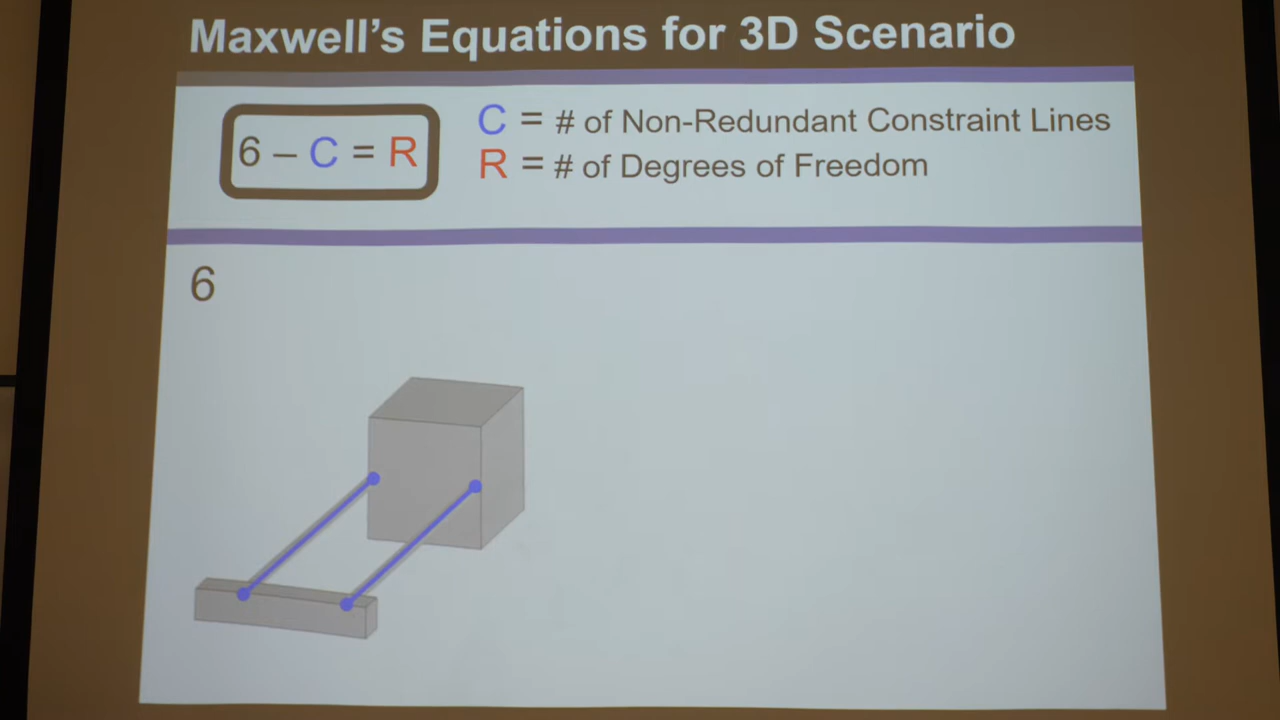 Maxwell's Equations for 3D Scenario
6 – C = R
C = # of Non-Redundant Constraint Lines
R = # of Degrees of Freedom
6